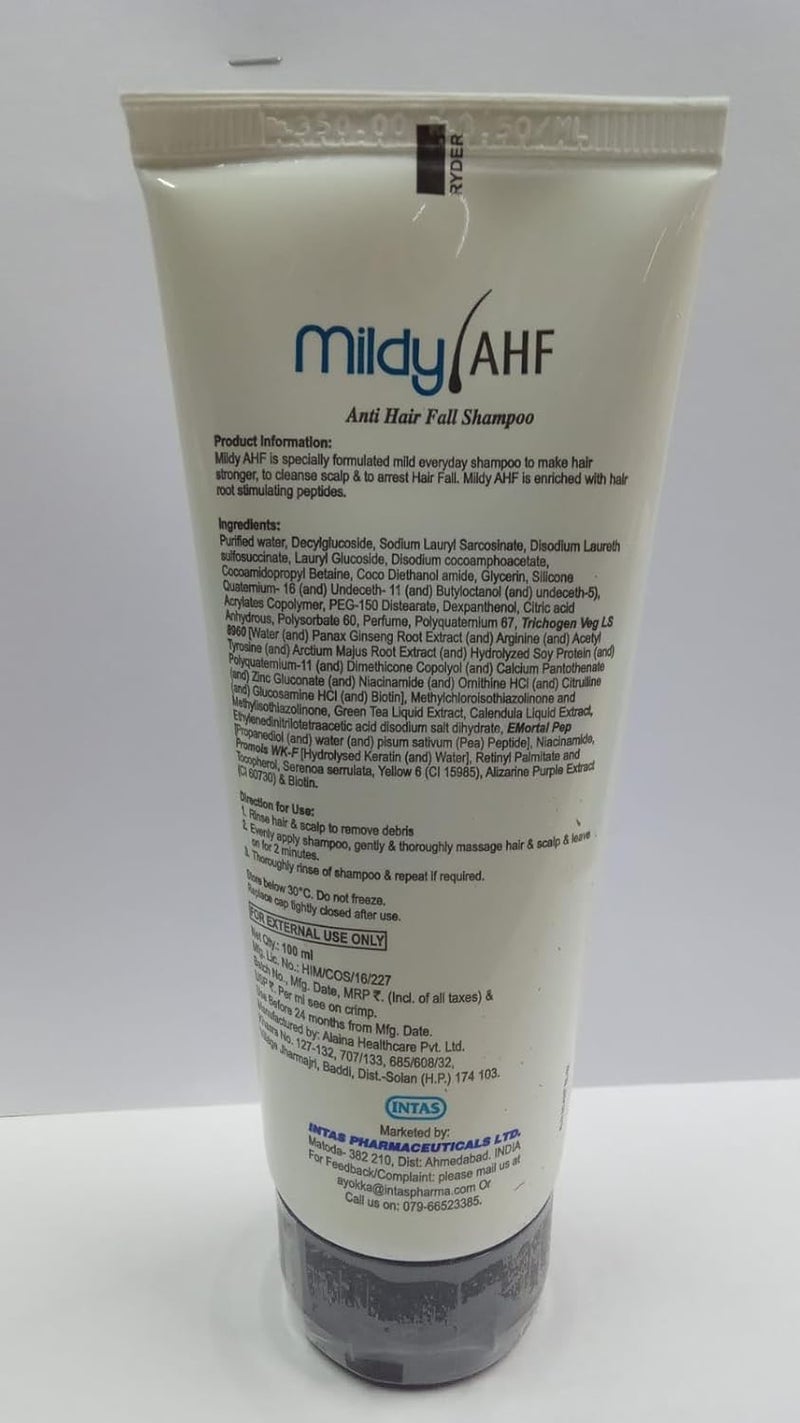 350.00 3.50/ML
RYDER
Mildy AHF
Anti Hair Fall Shampoo
Product Information:
Mildy AHF is specially formulated mild everyday shampoo to make hair
stronger, to cleanse scalp & to arrest Hair Fall. Mildy AHF is enriched with hair
root stimulating peptides.
Ingredients:
Purified water, Decylglucoside, Sodium Lauryl Sarcosinate, Disodium Laureth
sulfosuccinate, Lauryl Glucoside, Disodium cocoamphoacetate,
Cocoamidopropyl Betaine, Coco Diethanol amide, Glycerin, Silicone
Quaternium- 16 (and) Undeceth- 11 (and) Butyloctanol (and) undeceth-5),
Acrylates Copolymer, PEG-150 Distearate, Dexpanthenol, Citric acid
Anhydrous, Polysorbate 60, Perfume, Polyquaternium 67, Trichogen Veg LS
8960 [Water (and) Panax Ginseng Root Extract (and) Arginine (and) Acetyl
Tyrosine (and) Arctium Majus Root Extract (and) Hydrolyzed Soy Protein (and)
Polyquaternium-11 (and) Dimethicone Copolyol (and) Calcium Pantothenate
(and) Zinc Gluconate (and) Niacinamide (and) Ornithine HCl (and) Citrulline
(and) Glucosamine HCl (and) Biotin], Methylchloroisothiazolinone and
Methylisothiazolinone, Green Tea Liquid Extract, Calendula Liquid Extract,
Ethylenedinitrilotetraacetic acid disodium salt dihydrate, EMortal Pep
[Propanediol (and) water (and) pisum sativum (Pea) Peptide], Niacinamide,
Promois WK-F [Hydrolysed Keratin (and) Water], Retinyl Palmitate and
Tocopherol, Serenoa serrulata, Yellow 6 (CI 15985), Alizarine Purple Extract
(CI 60730) & Biotin.
Direction for Use:
1. Rinse hair & scalp to remove debris
2. Evenly apply shampoo, gently & thoroughly massage hair & scalp & leave
on for 2 minutes.
3. Thoroughly rinse of shampoo & repeat if required.
Store below 30°C. Do not freeze.
Replace cap tightly closed after use.
FOR EXTERNAL USE ONLY
Net Qty.: 100 ml
Mfg. Lic. No.: HIM/COS/16/227
Batch No., Mfg. Date, MRP ₹. (Incl. of all taxes) &
USP ₹. Per ml see on crimp.
Use Before 24 months from Mfg. Date.
Manufactured by: Alaina Healthcare Pvt. Ltd.
Khasra No. 127-132, 707/133, 685/608/32,
Village Jharmajri, Baddi, Dist.-Solan (H.P.) 174 103.
INTAS
Marketed by:
INTAS PHARMACEUTICALS LTD.
Matoda- 382 210, Dist: Ahmedabad. INDIA
For Feedback/Complaint: please mail us at
ayokka@intaspharma.com Or
Call us on: 079-66523385.